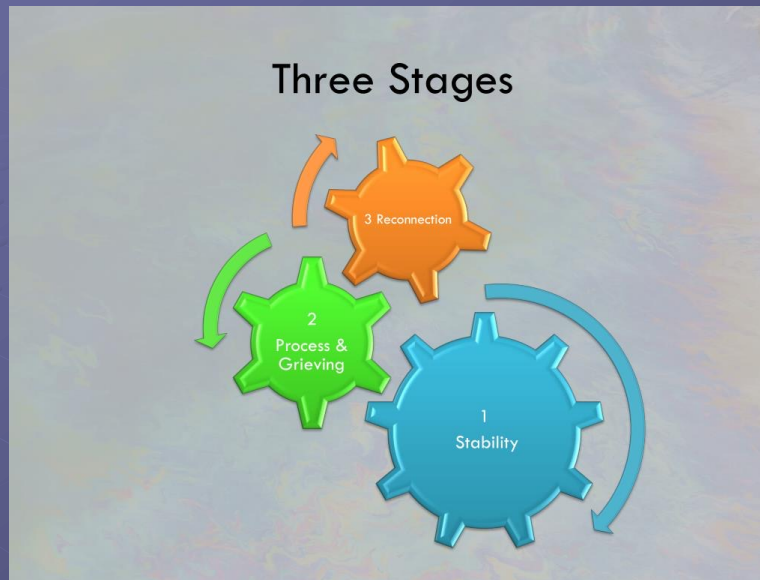 Three Stages
3 Reconnection
2
Process &
Grieving
1
Stability